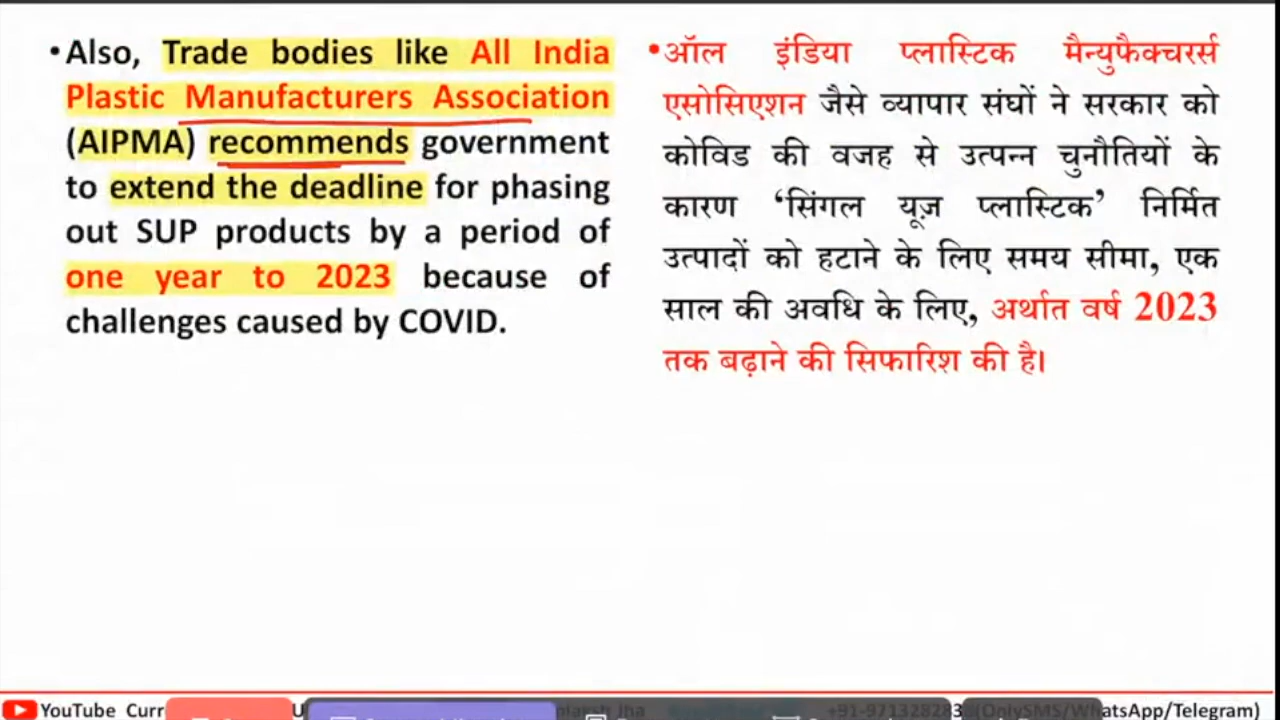 •Also, Trade bodies like All India
Plastic Manufacturers Association
(AIPMA) recommends government
to extend the deadline for phasing
out SUP products by a period of
one year to 2023 because of
challenges caused by COVID.
•ऑल इंडिया प्लास्टिक मैन्युफैक्चरर्स
एसोसिएशन जैसे व्यापार संघों ने सरकार को
कोविड की वजह से उत्पन्न चुनौतियों के
कारण ‘सिंगल यूज़ प्लास्टिक’ निर्मित
उत्पादों को हटाने के लिए समय सीमा, एक
साल की अवधि के लिए, अर्थात वर्ष 2023
तक बढ़ाने की सिफारिश की है।
YouTube